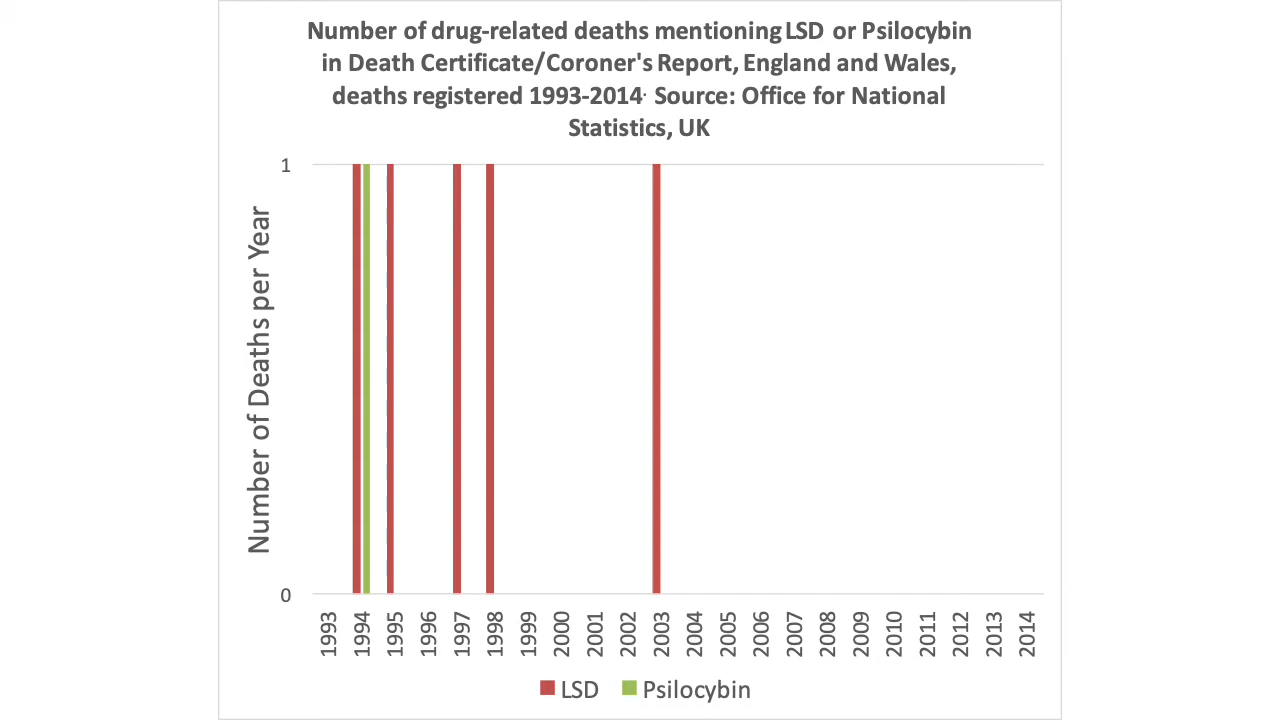 Number of drug-related deaths mentioning LSD or Psilocybin
in Death Certificate/Coroner's Report, England and Wales,
deaths registered 1993-2014. Source: Office for National
Statistics, UK
1
Number of Deaths per Year
0
1993 1994 1995 1996 1997 1998 1999 2000 2001 2002 2003 2004 2005 2006 2007 2008 2009 2010 2011 2012 2013 2014
LSD Psilocybin